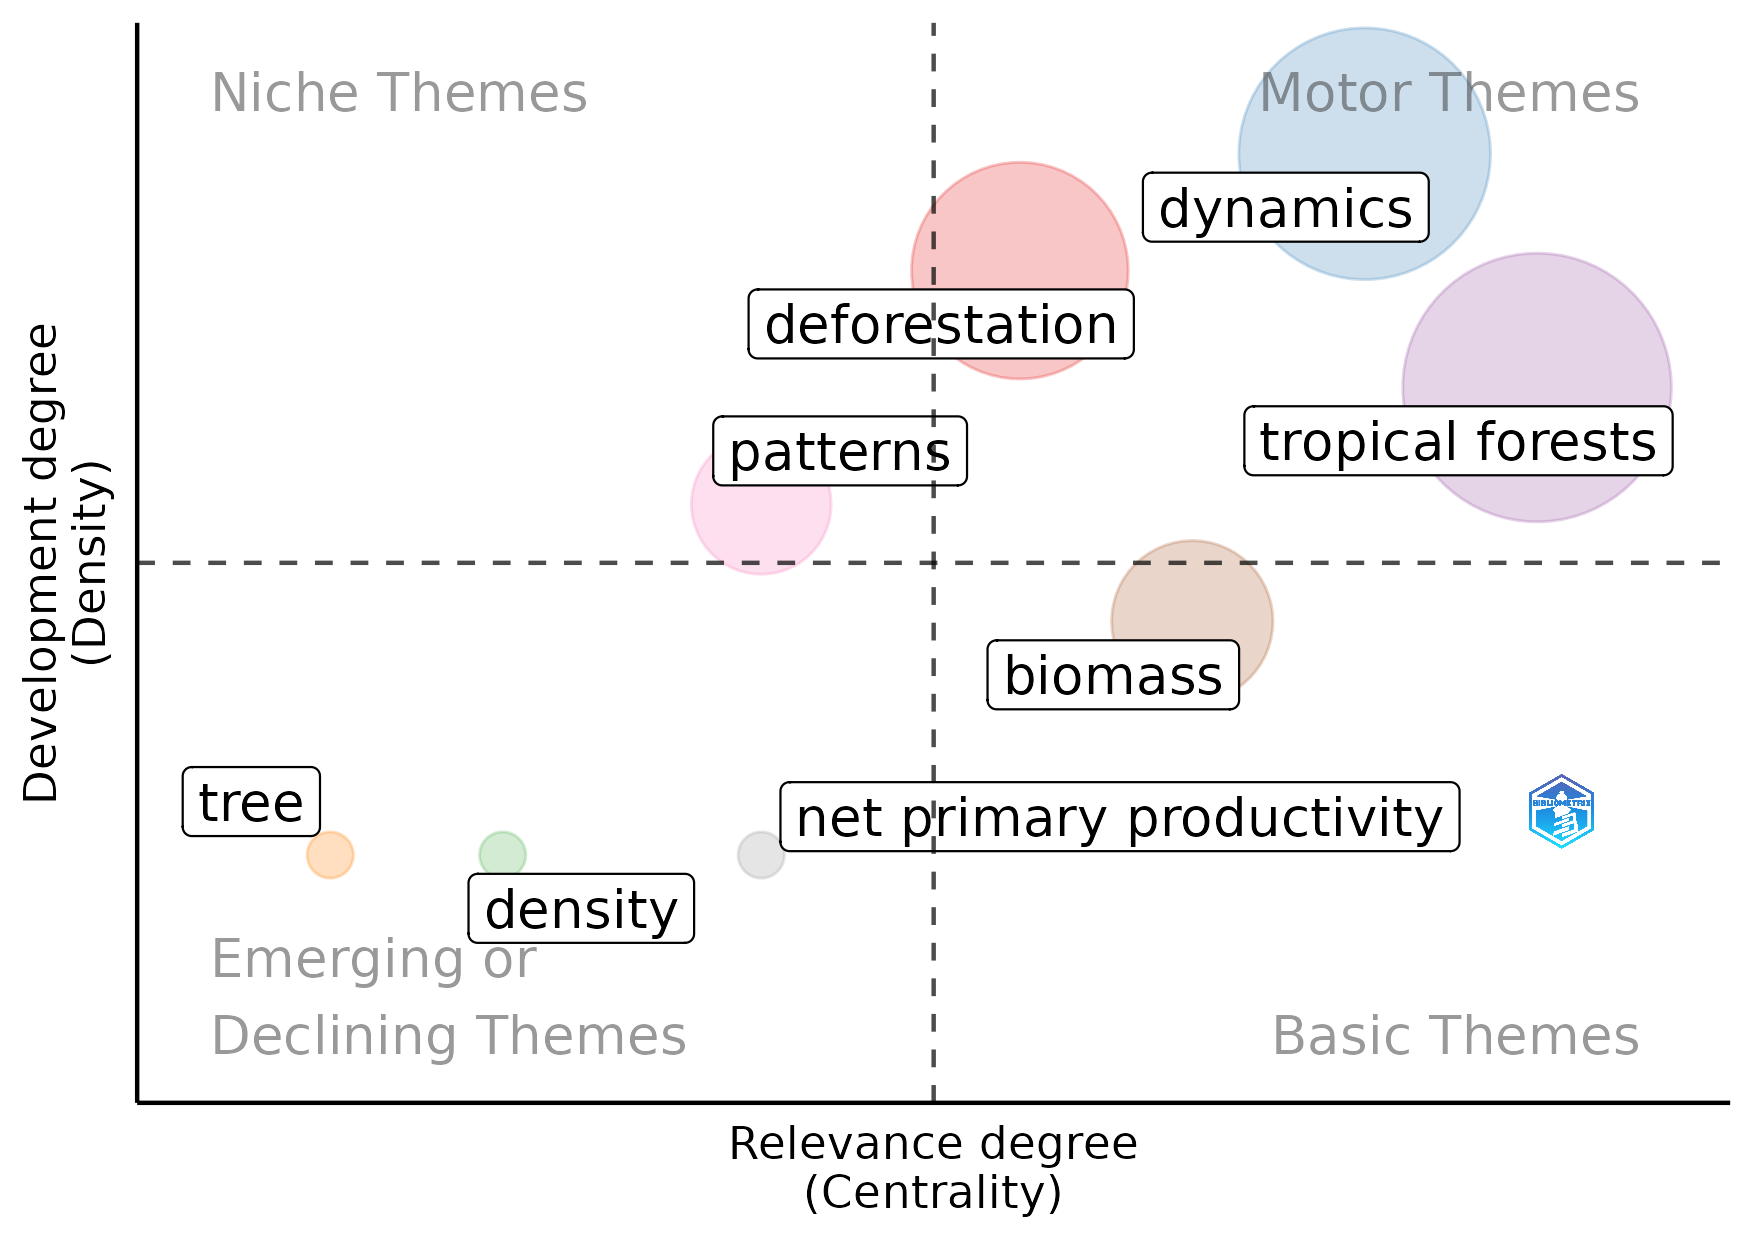 Niche Themes
Motor Themes
dynamics
deforestation
patterns
tropical forests
biomass
tree
net primary productivity
density
Emerging or
Declining Themes
Basic Themes
BIBLIOMETRIX
Development degree
(Density)
Relevance degree
(Centrality)